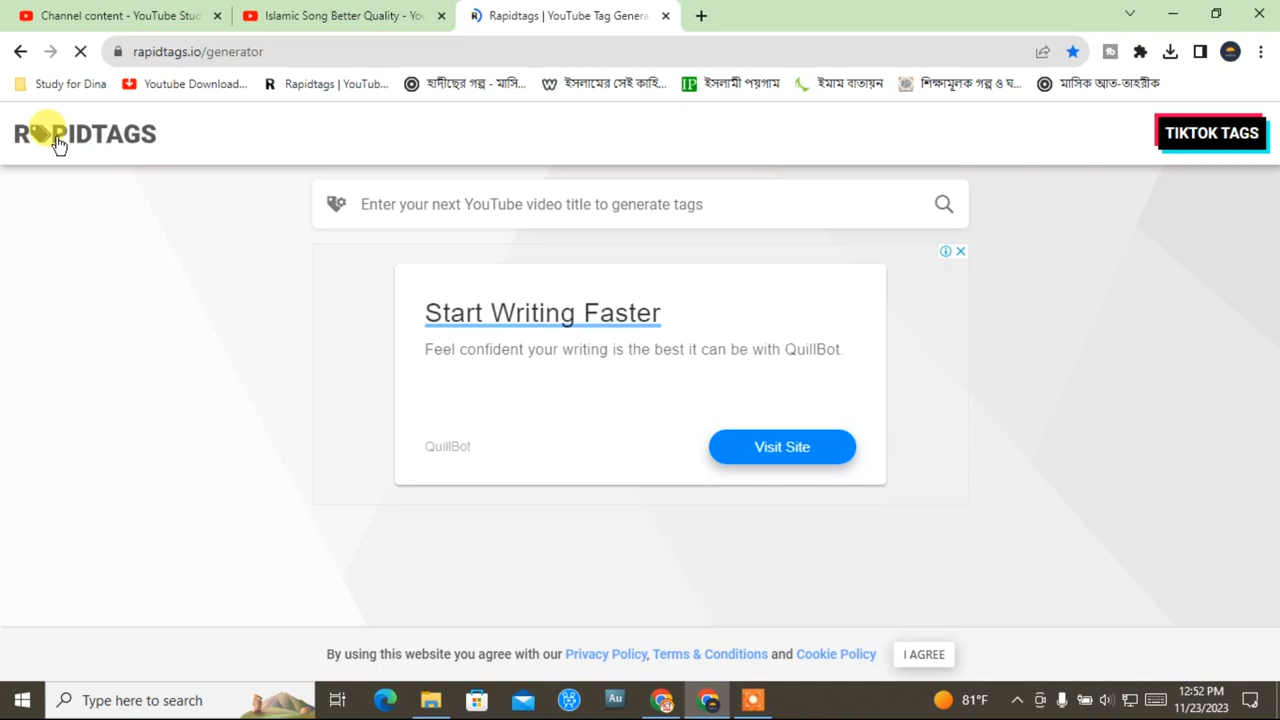 Channel content - YouTube Stud
Islamic Song Better Quality - You
Rapidtags | YouTube Tag Genera
rapidtags.io/generator
Study for Dina
Youtube Download...
Rapidtags | YouTub...
হাদীছের গল্প - মাসি...
ইসলামের সেই কাহি...
ইসলামী পয়গাম
ইমাম বাতায়ন
শিক্ষামূলক গল্প ও ঘ...
মাসিক আত-তাহরীক
RAPIDTAGS
TIKTOK TAGS
Enter your next YouTube video title to generate tags
Start Writing Faster
Feel confident your writing is the best it can be with QuillBot.
QuillBot
Visit Site
By using this website you agree with our Privacy Policy, Terms & Conditions and Cookie Policy
I AGREE
Type here to search
81°F
12:52 PM
11/23/2023